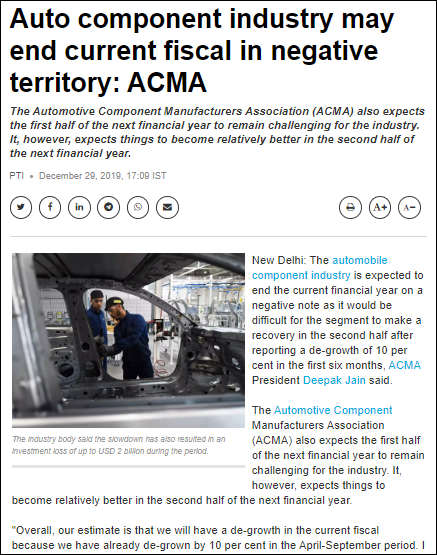 Auto component industry may
end current fiscal in negative
territory: ACMA
The Automotive Component Manufacturers Association (ACMA) also expects
the first half of the next financial year to remain challenging for the industry.
It, however, expects things to become relatively better in the second half of
the next financial year.
PTI • December 29, 2019, 17:09 IST
A+ A-
New Delhi: The automobile
component industry is expected to
end the current financial year on a
negative note as it would be
difficult for the segment to make a
recovery in the second half after
reporting a de-growth of 10 per
cent in the first six months, ACMA
President Deepak Jain said.
The industry body said the slowdown has also resulted in an
investment loss of up to USD 2 billion during the period.
The Automotive Component
Manufacturers Association
(ACMA) also expects the first half
of the next financial year to remain
challenging for the industry. It,
however, expects things to
become relatively better in the second half of the next financial year.
"Overall, our estimate is that we will have a de-growth in the current fiscal
because we have already de-grown by 10 per cent in the April-September period. I